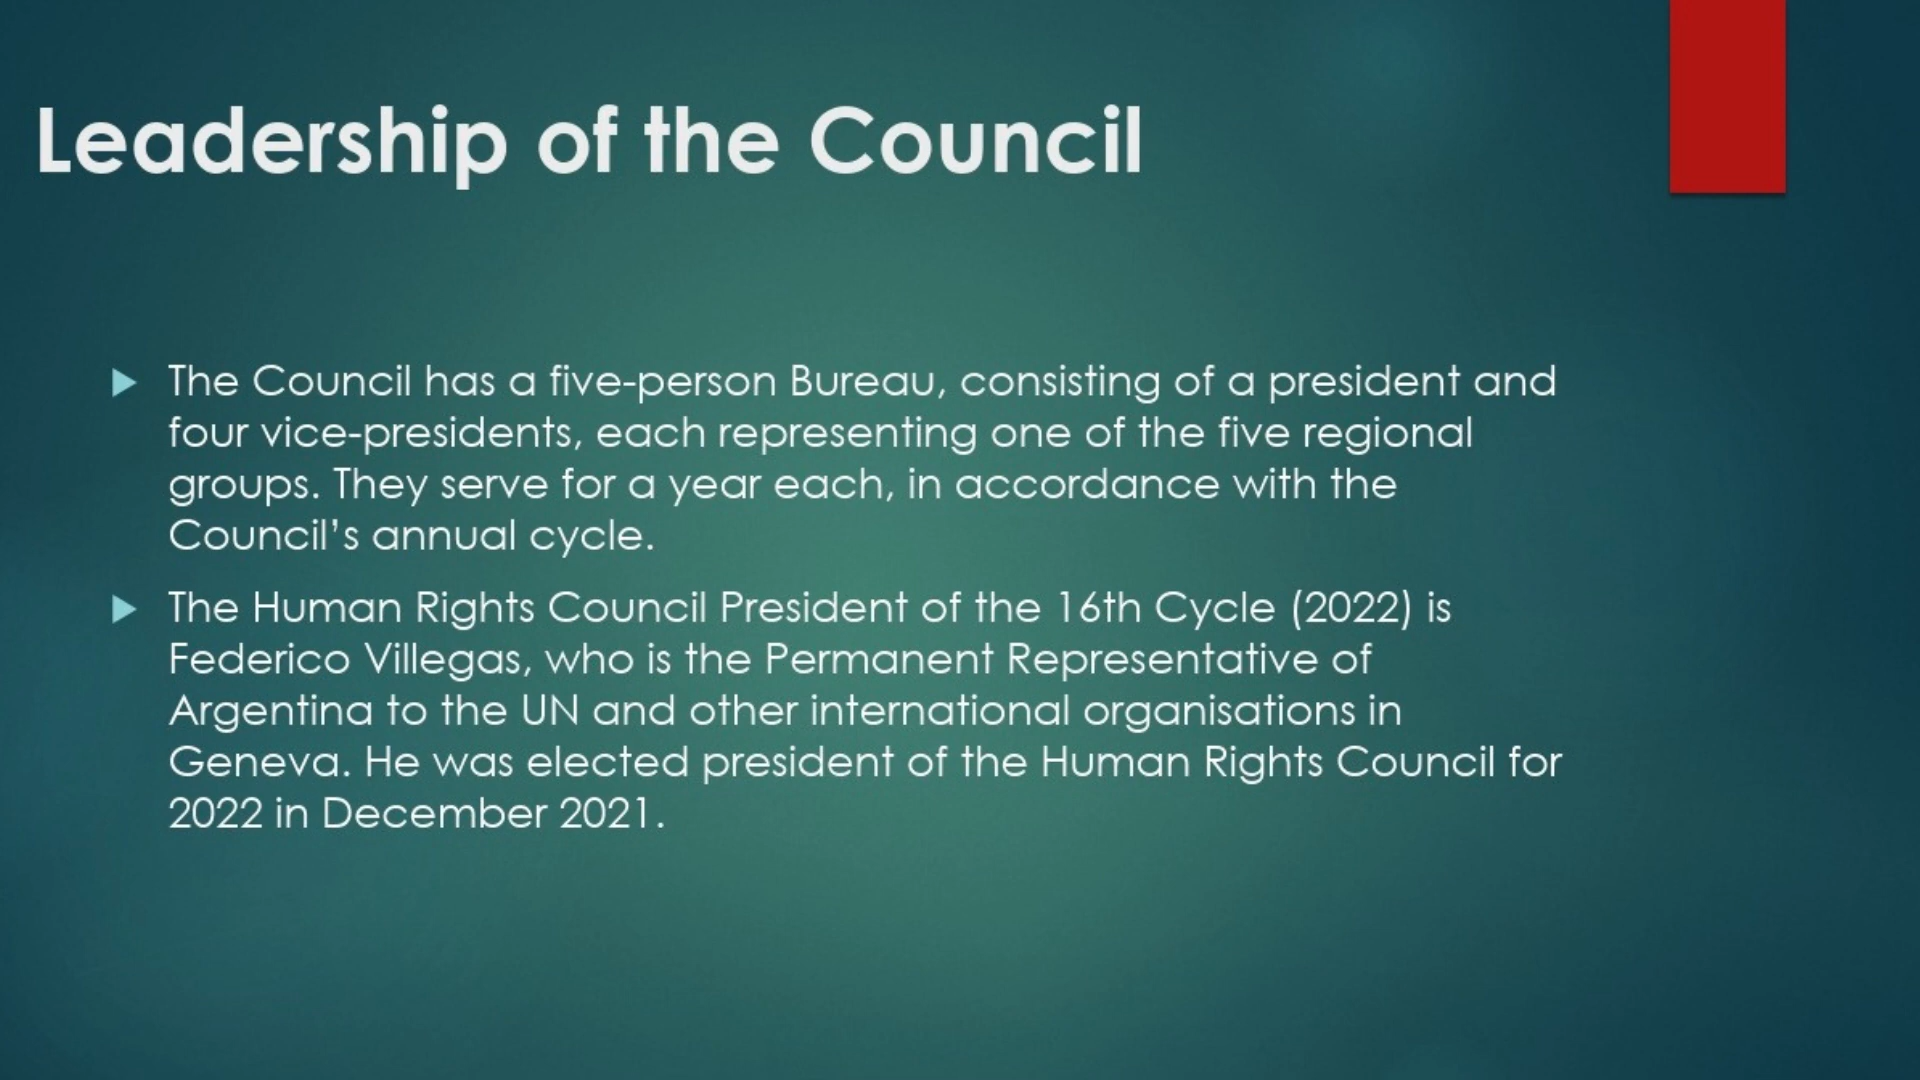 Leadership of the Council
The Council has a five-person Bureau, consisting of a president and
four vice-presidents, each representing one of the five regional
groups. They serve for a year each, in accordance with the
Council’s annual cycle.
The Human Rights Council President of the 16th Cycle (2022) is
Federico Villegas, who is the Permanent Representative of
Argentina to the UN and other international organisations in
Geneva. He was elected president of the Human Rights Council for
2022 in December 2021.